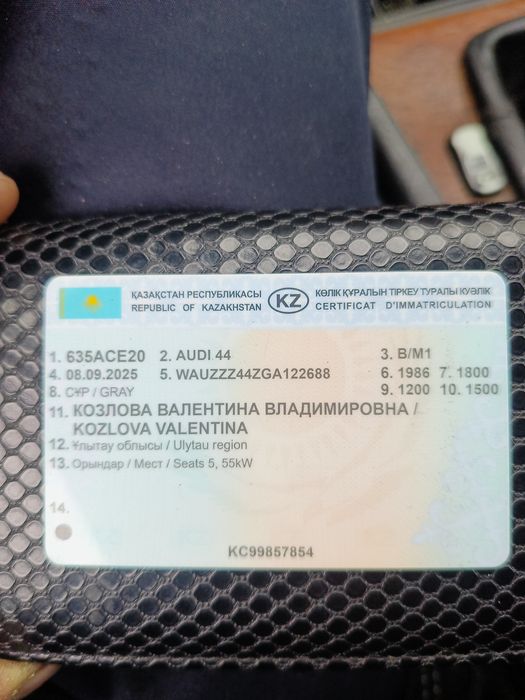 ҚАЗАҚСТАН РЕСПУБЛИКАСЫ
REPUBLIC OF KAZAKHSTAN
KZ
КӨЛІК ҚҰРАЛЫН ТІРКЕУ ТУРАЛЫ КУӘЛІК
CERTIFICAT D'IMMATRICULATION
1. 635ACE20 2. AUDI 44 3. B/M1
4. 08.09.2025 5. WAUZZZ44ZGA122688 6. 1986 7. 1800
8. СҰР / GRAY 9. 1200 10. 1500
11. КОЗЛОВА ВАЛЕНТИНА ВЛАДИМИРОВНА /
KOZLOVA VALENTINA
12. Ұлытау облысы / Ulytau region
13. Орындар / Место / Seats 5, 55kW
14.
KC99857854